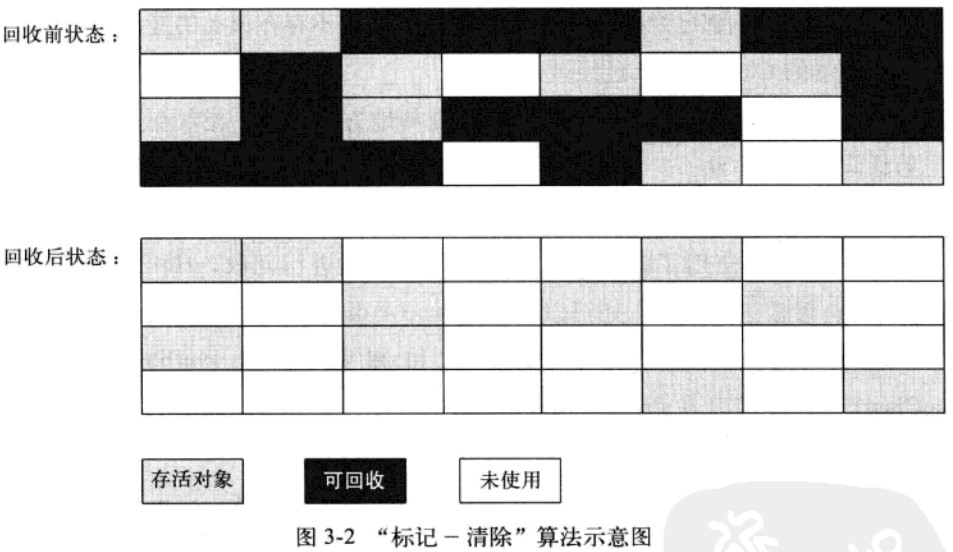 回收前状态：
回收后状态：
存活对象
可回收
未使用
图 3-2 “标记－清除”算法示意图